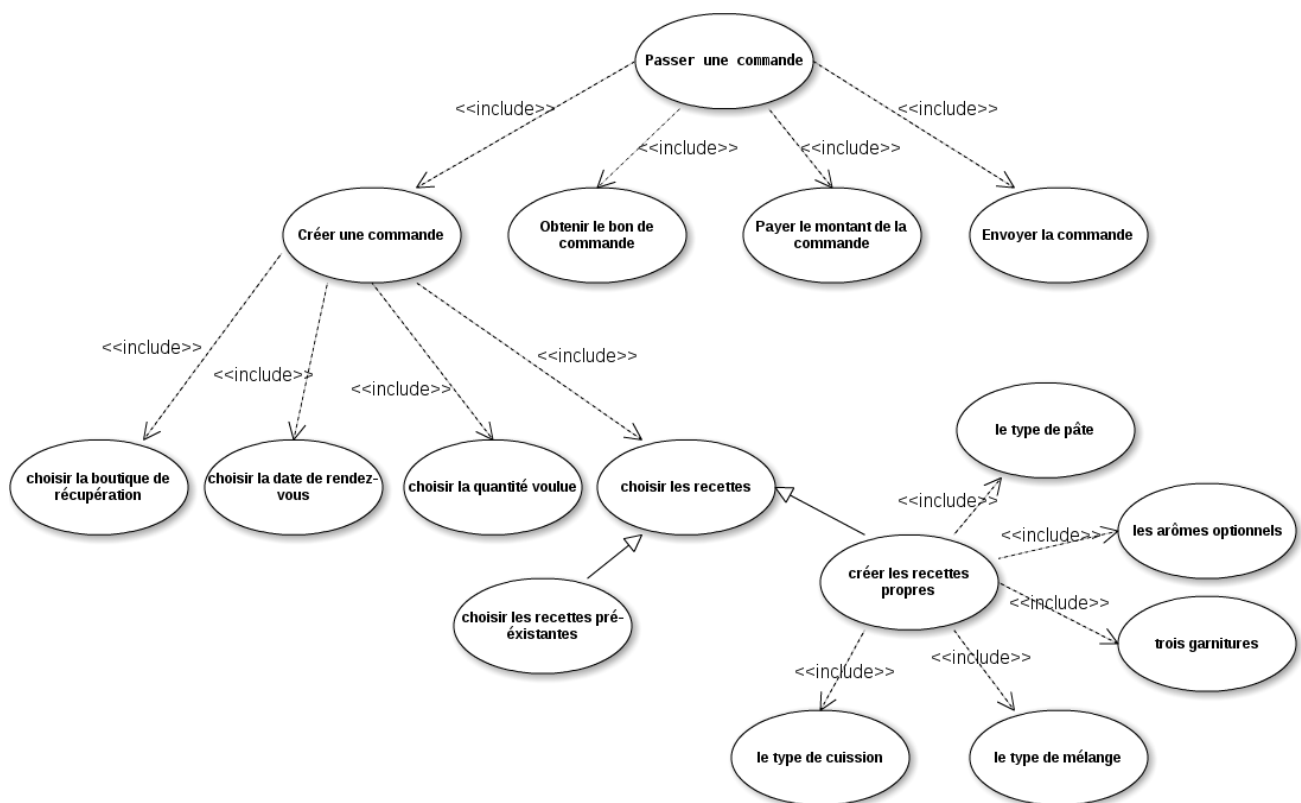 Passer une commande
<<include>>
<<include>>
<<include>>
<<include>>
Créer une commande
Obtenir le bon de
commande
Payer le montant de la
commande
Envoyer la commande
<<include>>
<<include>>
<<include>>
<<include>>
choisir la boutique de
récupération
choisir la date de rendez-
vous
choisir la quantité voulue
choisir les recettes
le type de pâte
<<include>>
<<include>>
les arômes optionnels
créer les recettes
propres
<<include>>
choisir les recettes pré-
éxistantes
trois garnitures
<<include>>
<<include>>
le type de cuission
le type de mélange